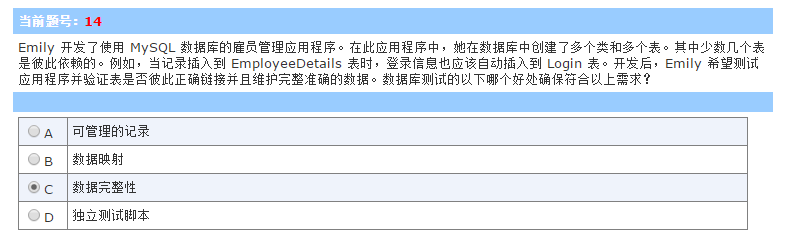 当前题号：14
Emily 开发了使用 MySQL 数据库的雇员管理应用程序。在此应用程序中，她在数据库中创建了多个类和多个表。其中少数几个表
是彼此依赖的。例如，当记录插入到 EmployeeDetails 表时，登录信息也应该自动插入到 Login 表。开发后，Emily 希望测试
应用程序并验证表是否彼此正确链接并且维护完整准确的数据。数据库测试的以下哪个好处确保符合以上需求？
A 可管理的记录
B 数据映射
C 数据完整性
D 独立测试脚本